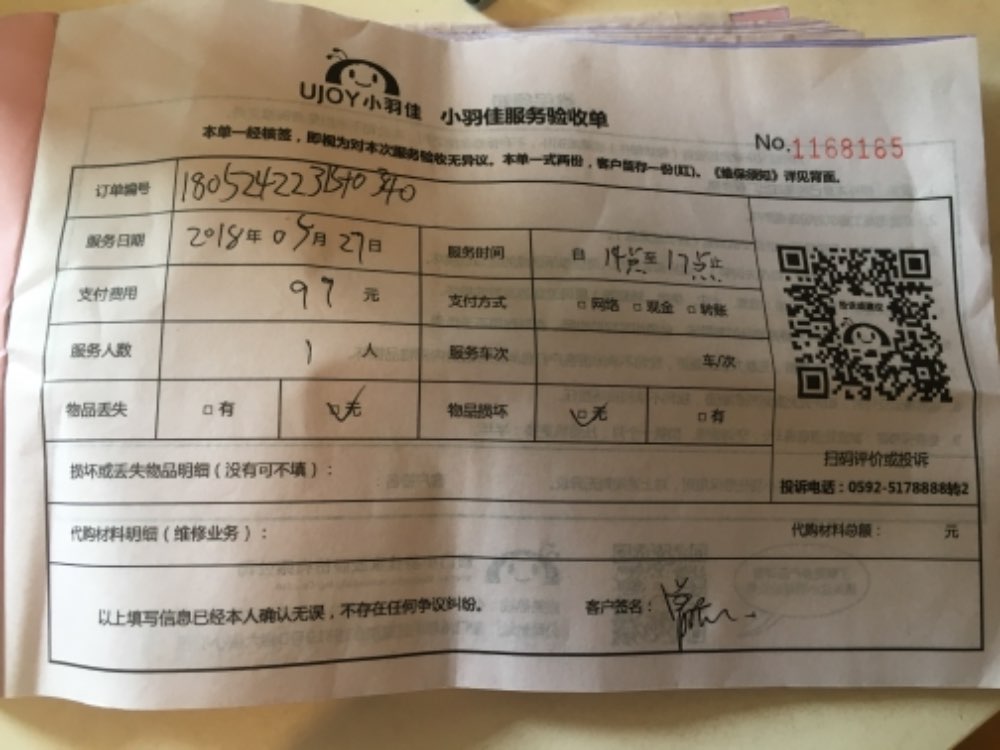 UJOY小羽佳 小羽佳服务验收单
No.1168165
本单一经核签，即视为对本次服务验收无异议。本单一式两份，客户留存一份(红)。《维保须知》详见背面。
订单编号
服务日期 2018年05月27日 服务时间 自 14点至17点止
支付费用 97 元 支付方式 □网络 □现金 □转账
服务人数 1 人 服务车次 车/次
物品丢失 □有 ☑无 物品损坏 ☑无 □有
损坏或丢失物品明细（没有可不填）：
扫码评价或投诉
投诉电话：0592-5178888转2
代购材料明细（维修业务）： 代购材料总额： 元
以上填写信息已经本人确认无误，不存在任何争议纠纷。 客户签名：